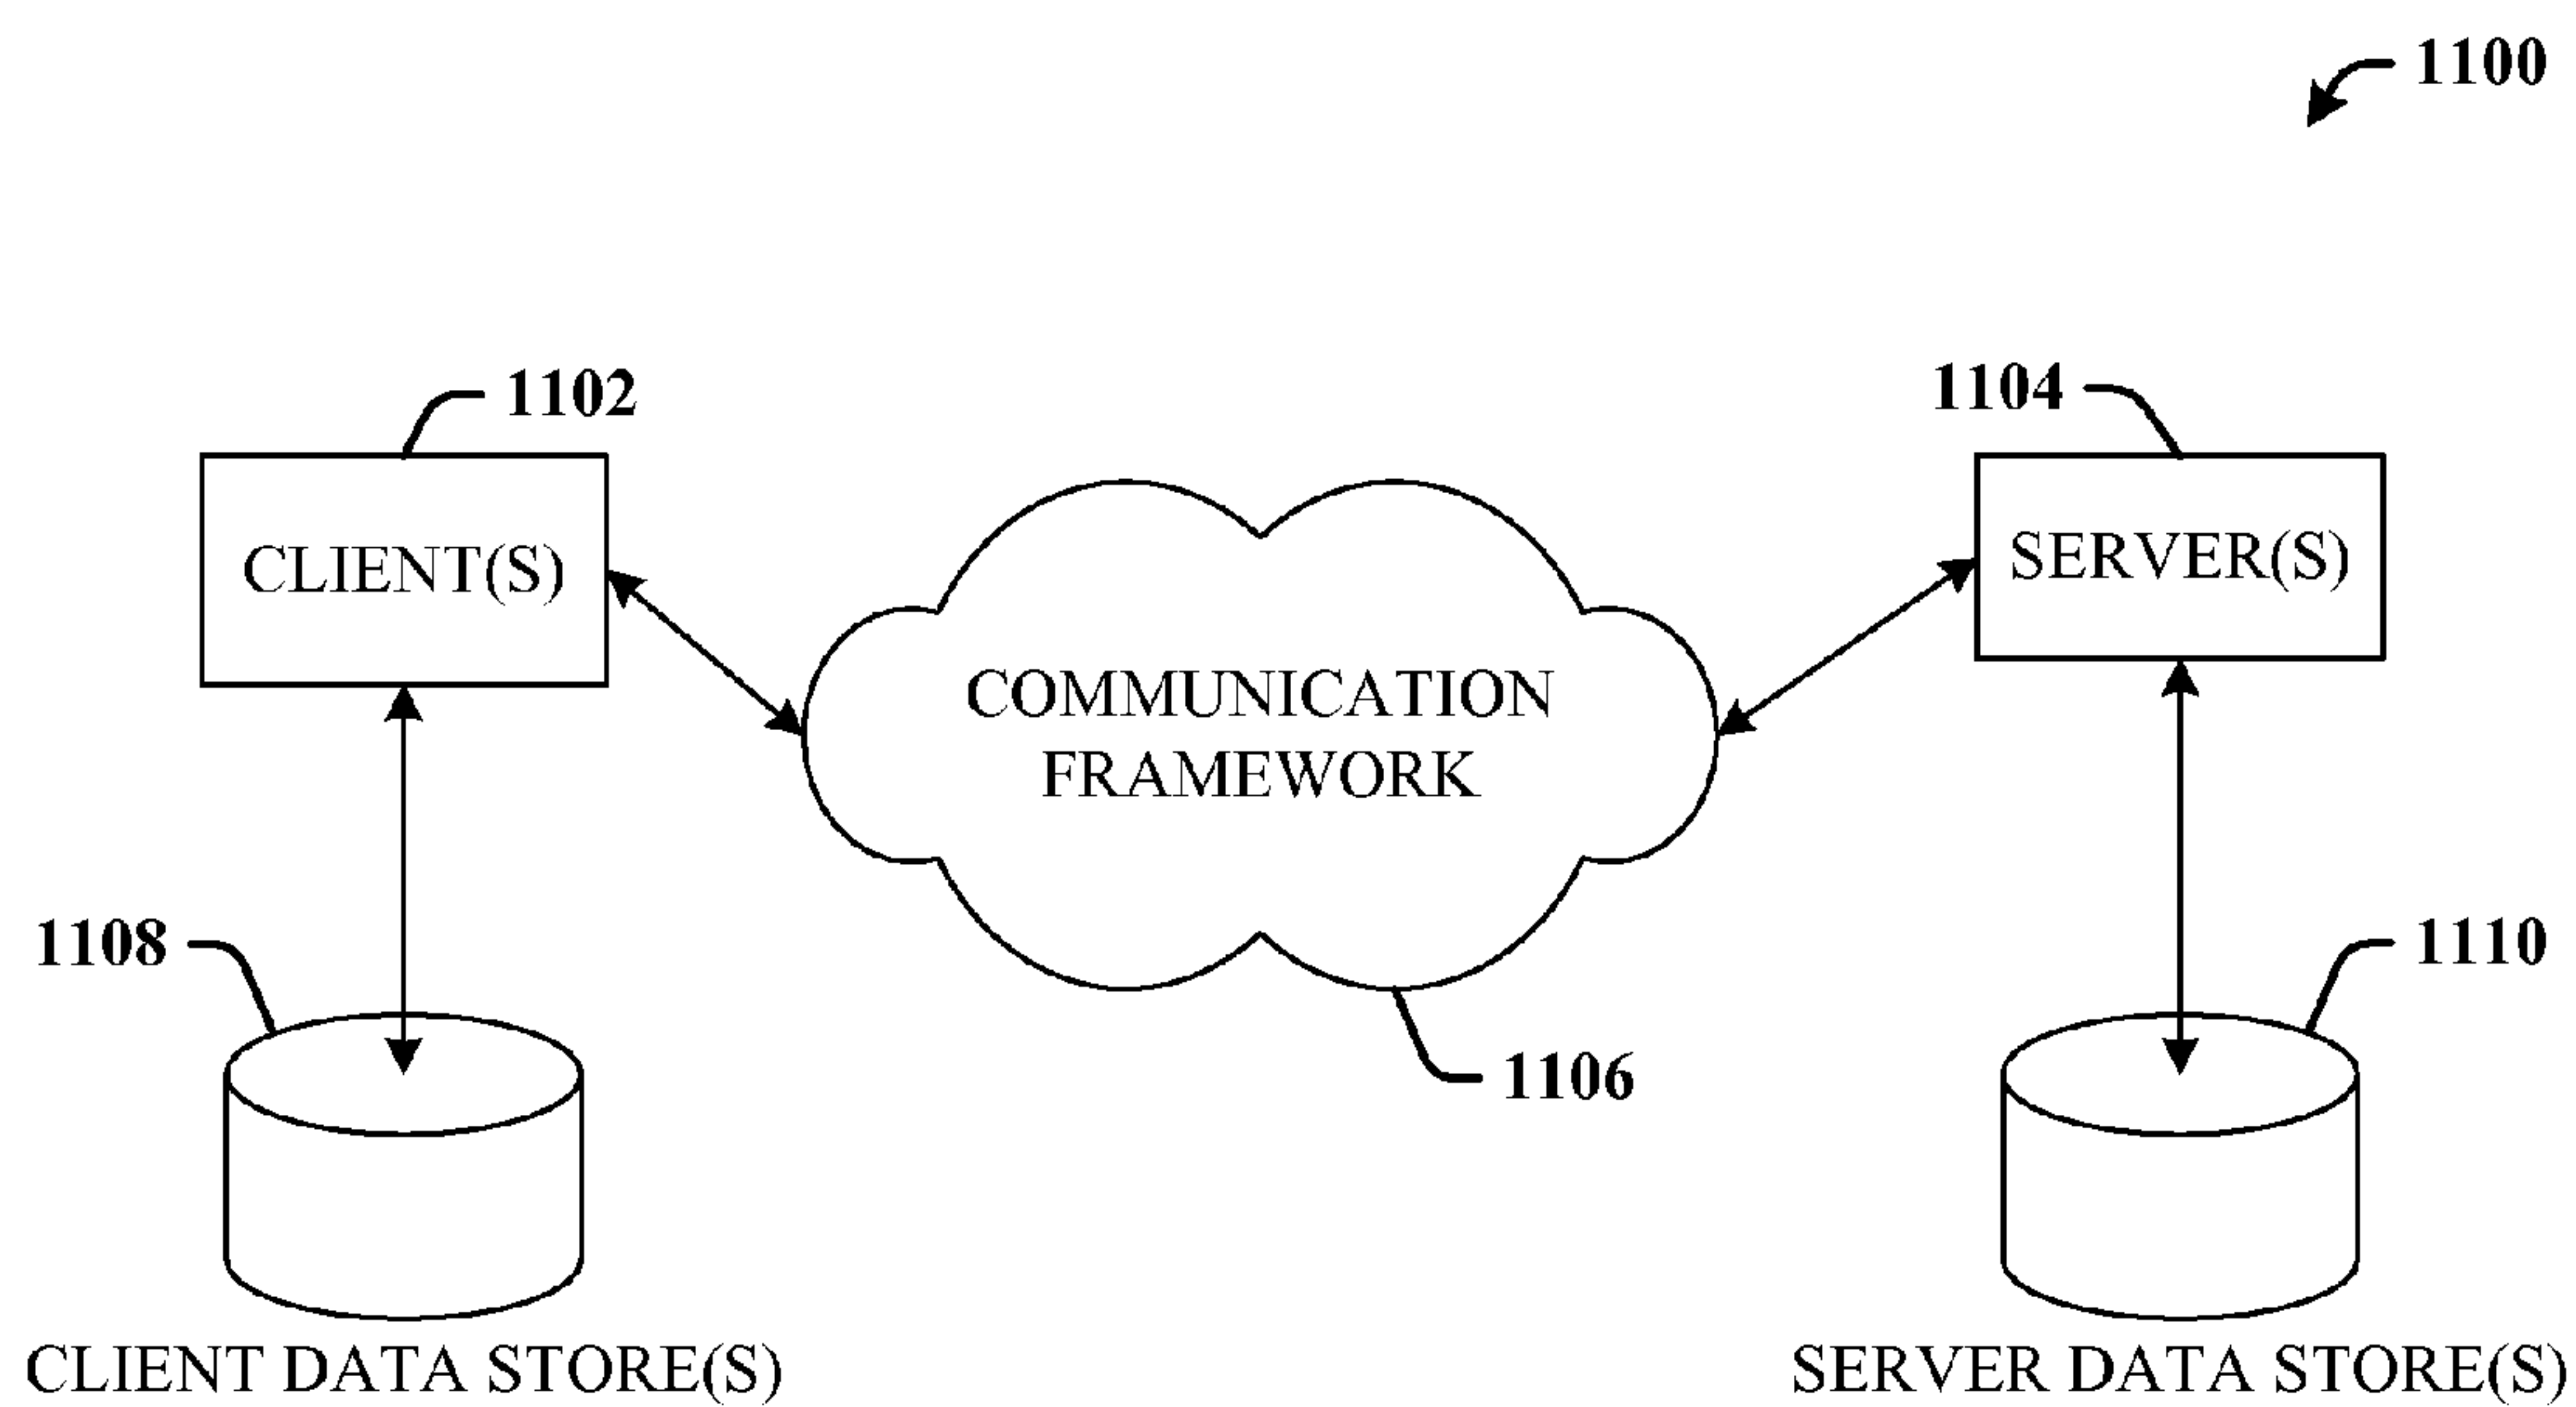 1100
1102
1104
CLIENT(S)
SERVER(S)
COMMUNICATION
FRAMEWORK
1108
1110
1106
CLIENT DATA STORE(S)
SERVER DATA STORE(S)